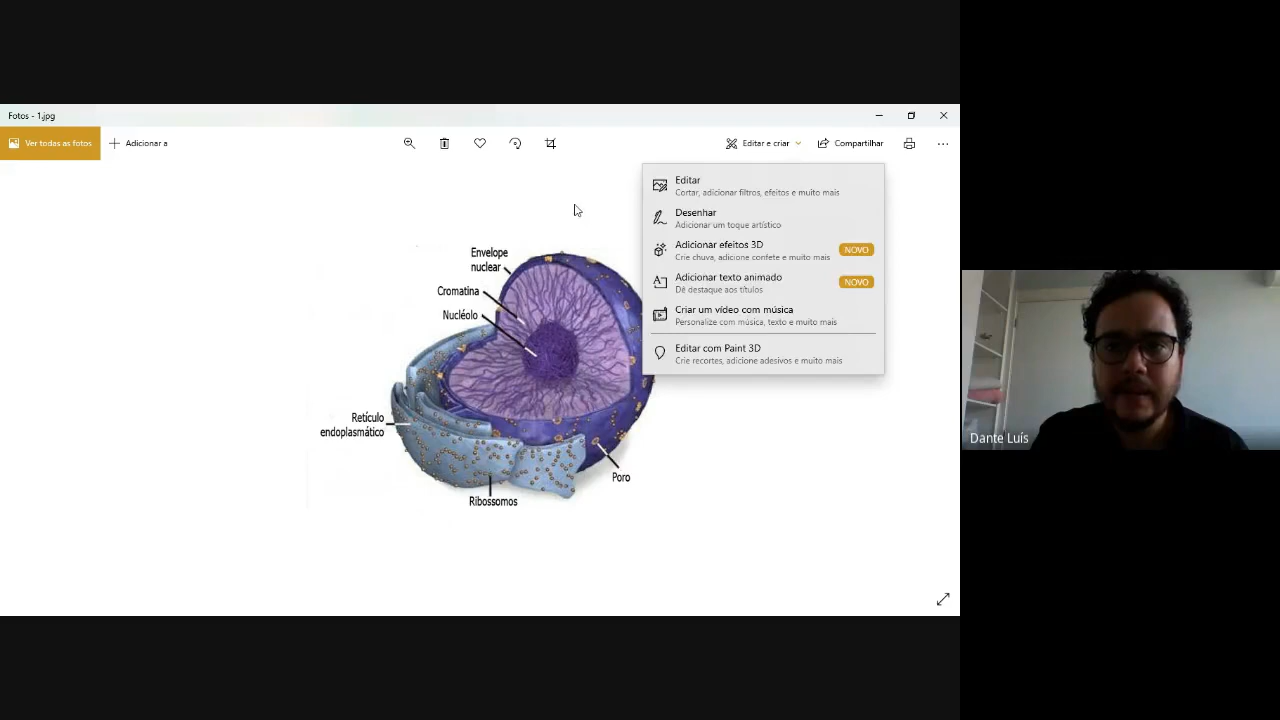 Fotos - 1.jpg
Ver todas as fotos
Adicionar a
Editar e criar
Compartilhar
Editar
Cortar, adicionar filtros, efeitos e muito mais
Desenhar
Adicionar um toque artístico
Adicionar efeitos 3D
Crie chuva, adicione confete e muito mais
NOVO
Adicionar texto animado
Dê destaque aos títulos
NOVO
Criar um vídeo com música
Personalize com música, texto e muito mais
Editar com Paint 3D
Crie recortes, adicione adesivos e muito mais
Envelope
nuclear
Cromatina
Nucléolo
Retículo
endoplasmático
Poro
Ribossomos
Dante Luís